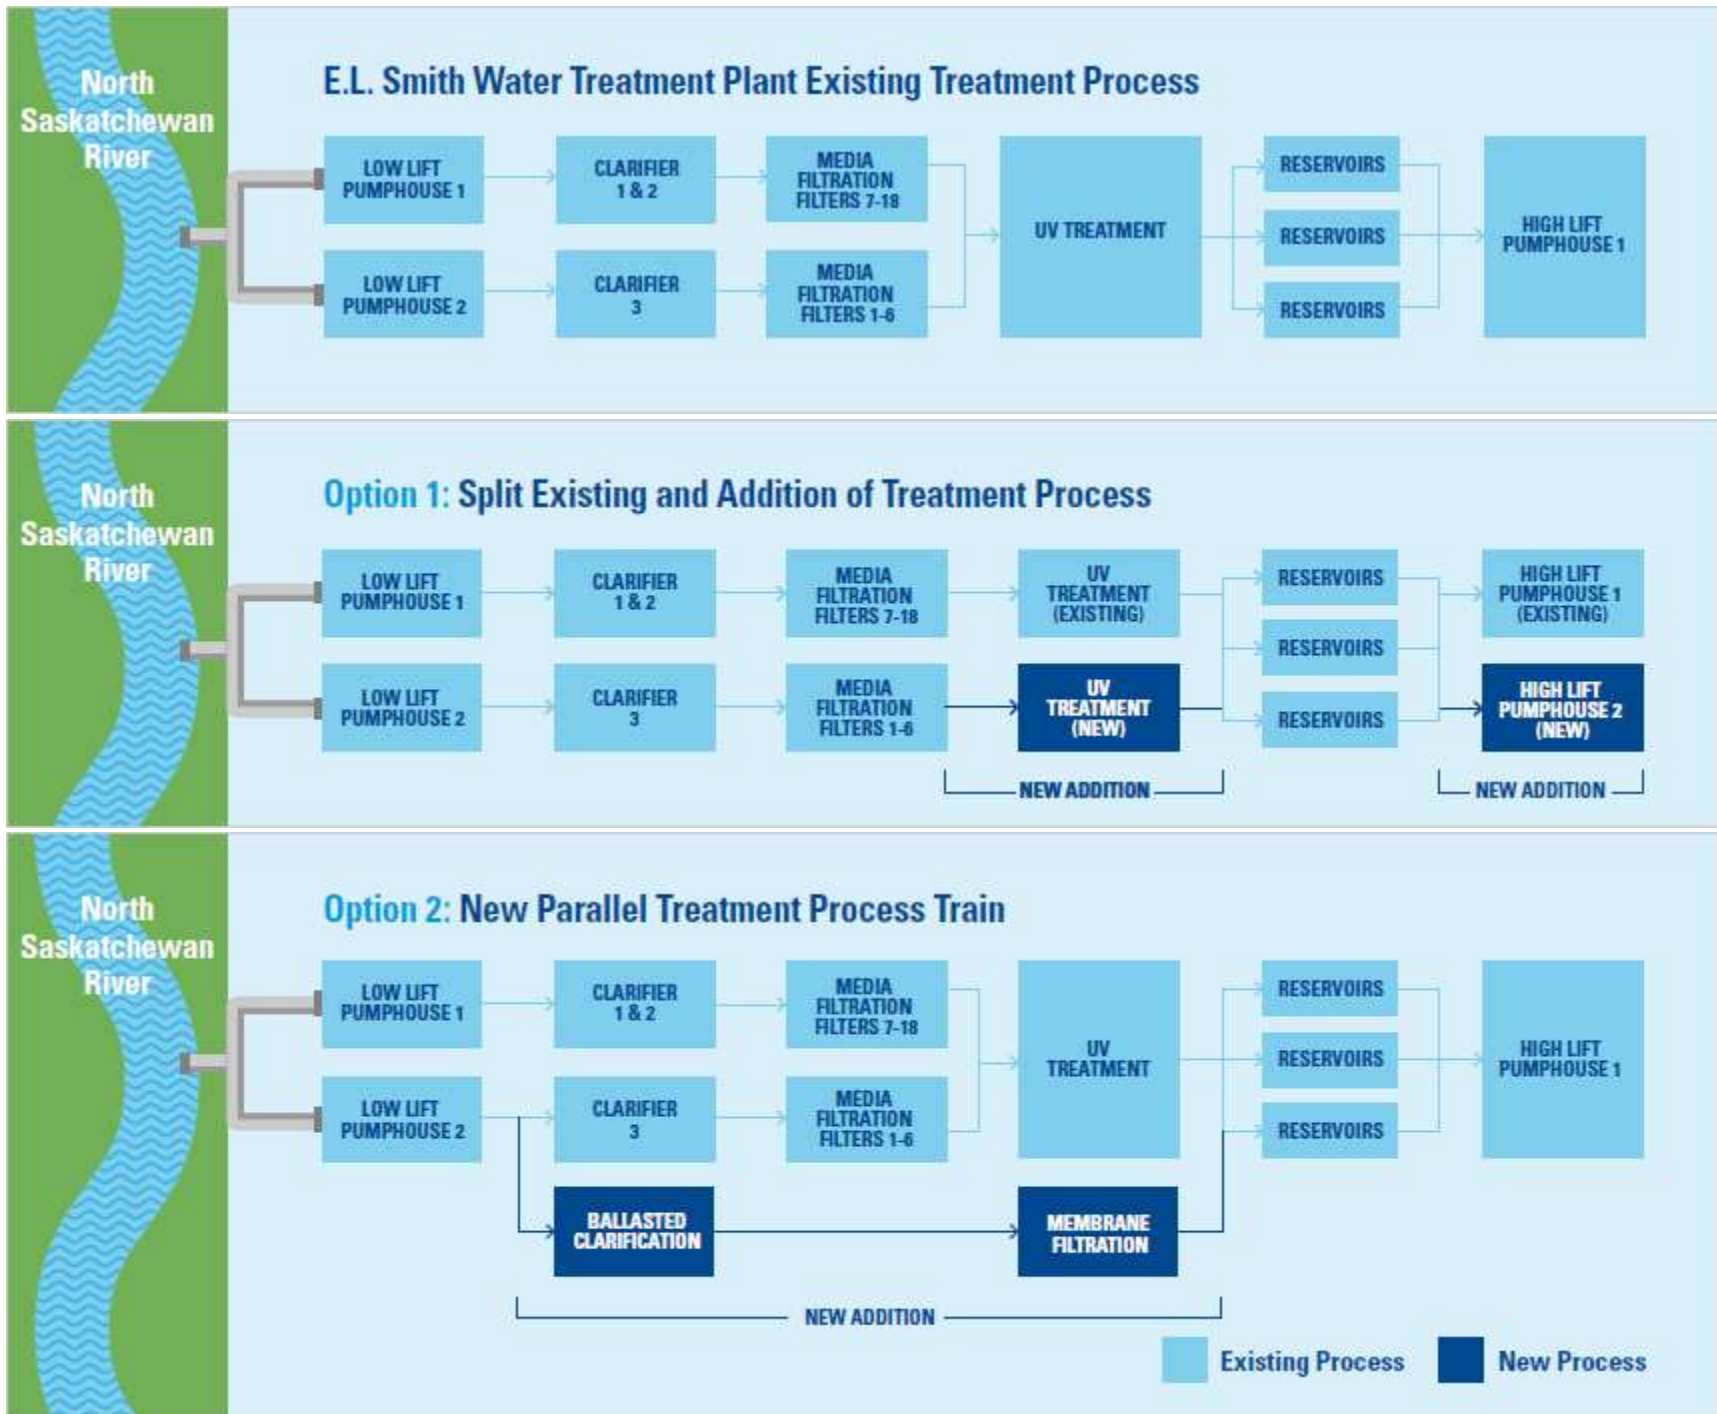 North
Saskatchewan
River
E.L. Smith Water Treatment Plant Existing Treatment Process
LOW LIFT
PUMPHOUSE 1
CLARIFIER
1 & 2
MEDIA
FILTRATION
FILTERS 7-18
LOW LIFT
PUMPHOUSE 2
CLARIFIER
3
MEDIA
FILTRATION
FILTERS 1-6
UV TREATMENT
RESERVOIRS
RESERVOIRS
RESERVOIRS
HIGH LIFT
PUMPHOUSE 1
North
Saskatchewan
River
Option 1: Split Existing and Addition of Treatment Process
LOW LIFT
PUMPHOUSE 1
CLARIFIER
1 & 2
MEDIA
FILTRATION
FILTERS 7-18
UV
TREATMENT
(EXISTING)
LOW LIFT
PUMPHOUSE 2
CLARIFIER
3
MEDIA
FILTRATION
FILTERS 1-6
UV
TREATMENT
(NEW)
RESERVOIRS
RESERVOIRS
RESERVOIRS
HIGH LIFT
PUMPHOUSE 1
(EXISTING)
HIGH LIFT
PUMPHOUSE 2
(NEW)
NEW ADDITION
NEW ADDITION
North
Saskatchewan
River
Option 2: New Parallel Treatment Process Train
LOW LIFT
PUMPHOUSE 1
CLARIFIER
1 & 2
MEDIA
FILTRATION
FILTERS 7-18
LOW LIFT
PUMPHOUSE 2
CLARIFIER
3
MEDIA
FILTRATION
FILTERS 1-6
UV
TREATMENT
RESERVOIRS
RESERVOIRS
RESERVOIRS
HIGH LIFT
PUMPHOUSE 1
BALLASTED
CLARIFICATION
MEMBRANE
FILTRATION
NEW ADDITION
Existing Process
New Process